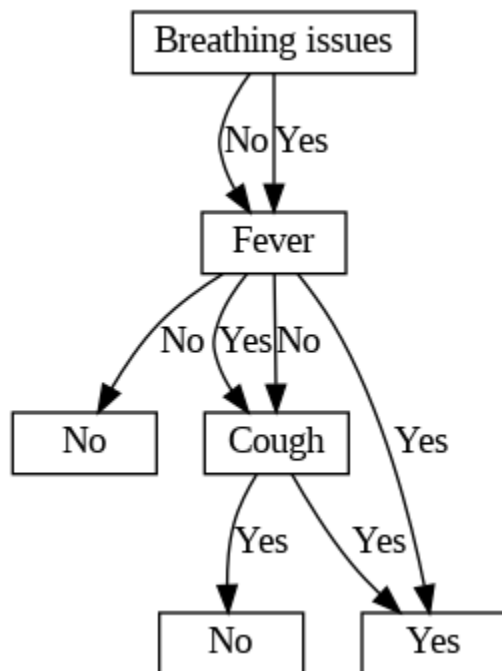 Breathing issues
No Yes
Fever
No Yes No
No Cough Yes
Yes Yes
No Yes